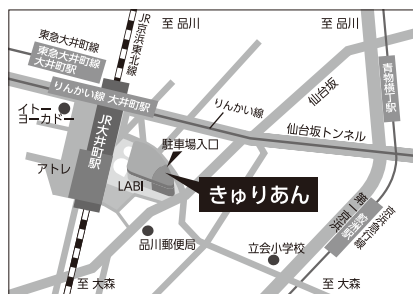 至 品川
至 品川
JR京浜東北線
東急大井町線
東急大井町線
大井町駅
りんかい線 大井町駅
りんかい線
仙台坂
青物横丁駅
イトー
ヨーカドー
JR大井町駅
駐車場入口
仙台坂トンネル
アトレ
LABI
きゅりあん
第一京浜
鮫洲駅
京浜急行線
品川郵便局
立会小学校
至 大森
至 大森